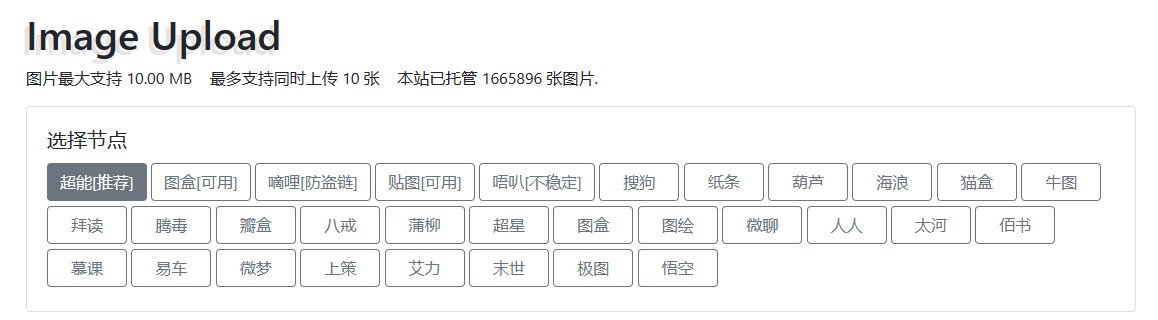 Image Upload
图片最大支持 10.00 MB 最多支持同时上传 10 张 本站已托管 1665896 张图片.
选择节点
超能[推荐] 图盒[可用] 嘀哩[防盗链] 贴图[可用] 唔叭[不稳定] 搜狗 纸条 葫芦 海浪 猫盒 牛图
拜读 腾毒 瓣盒 八戒 蒲柳 超星 图盒 图绘 微聊 人人 太河 佰书
慕课 易车 微梦 上策 艾力 末世 极图 悟空